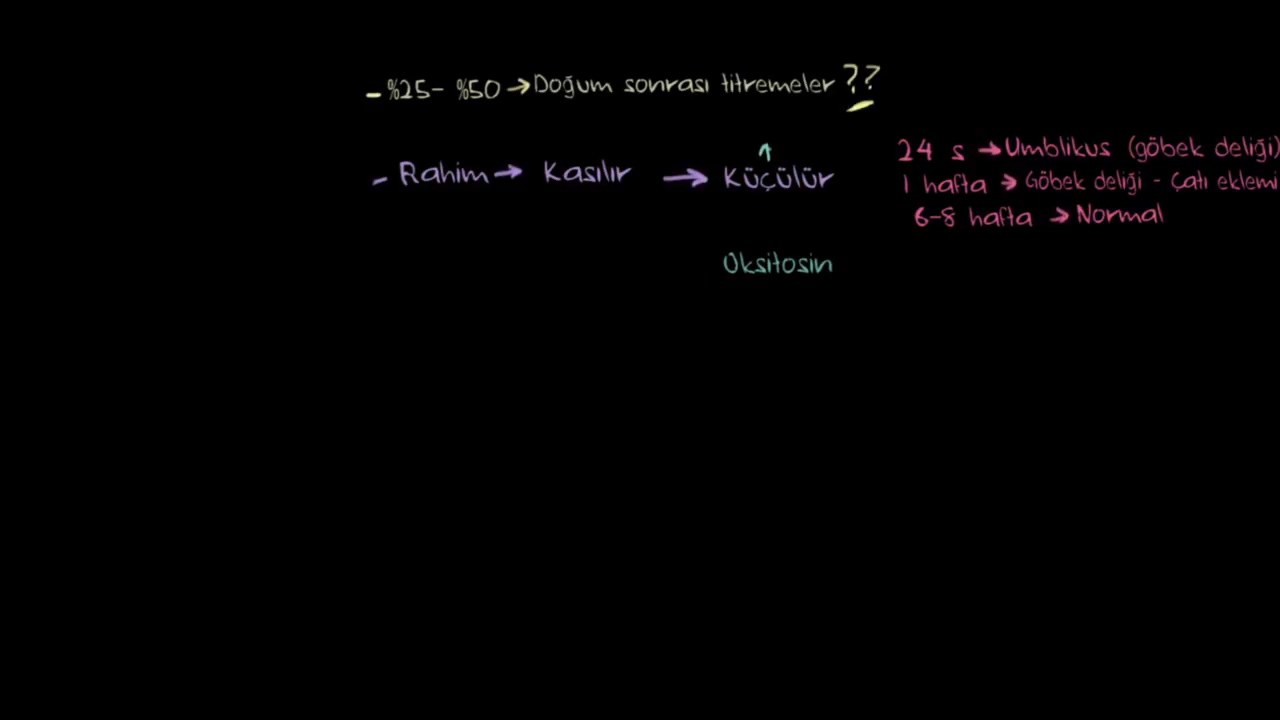 - %25- %50 → Doğum sonrası titremeler ??
- Rahim → Kasılır → Küçülür
24 s → Umblikus (göbek deliği)
1 hafta → Göbek deliği - Çatı eklemi
6-8 hafta → Normal
Oksitosin